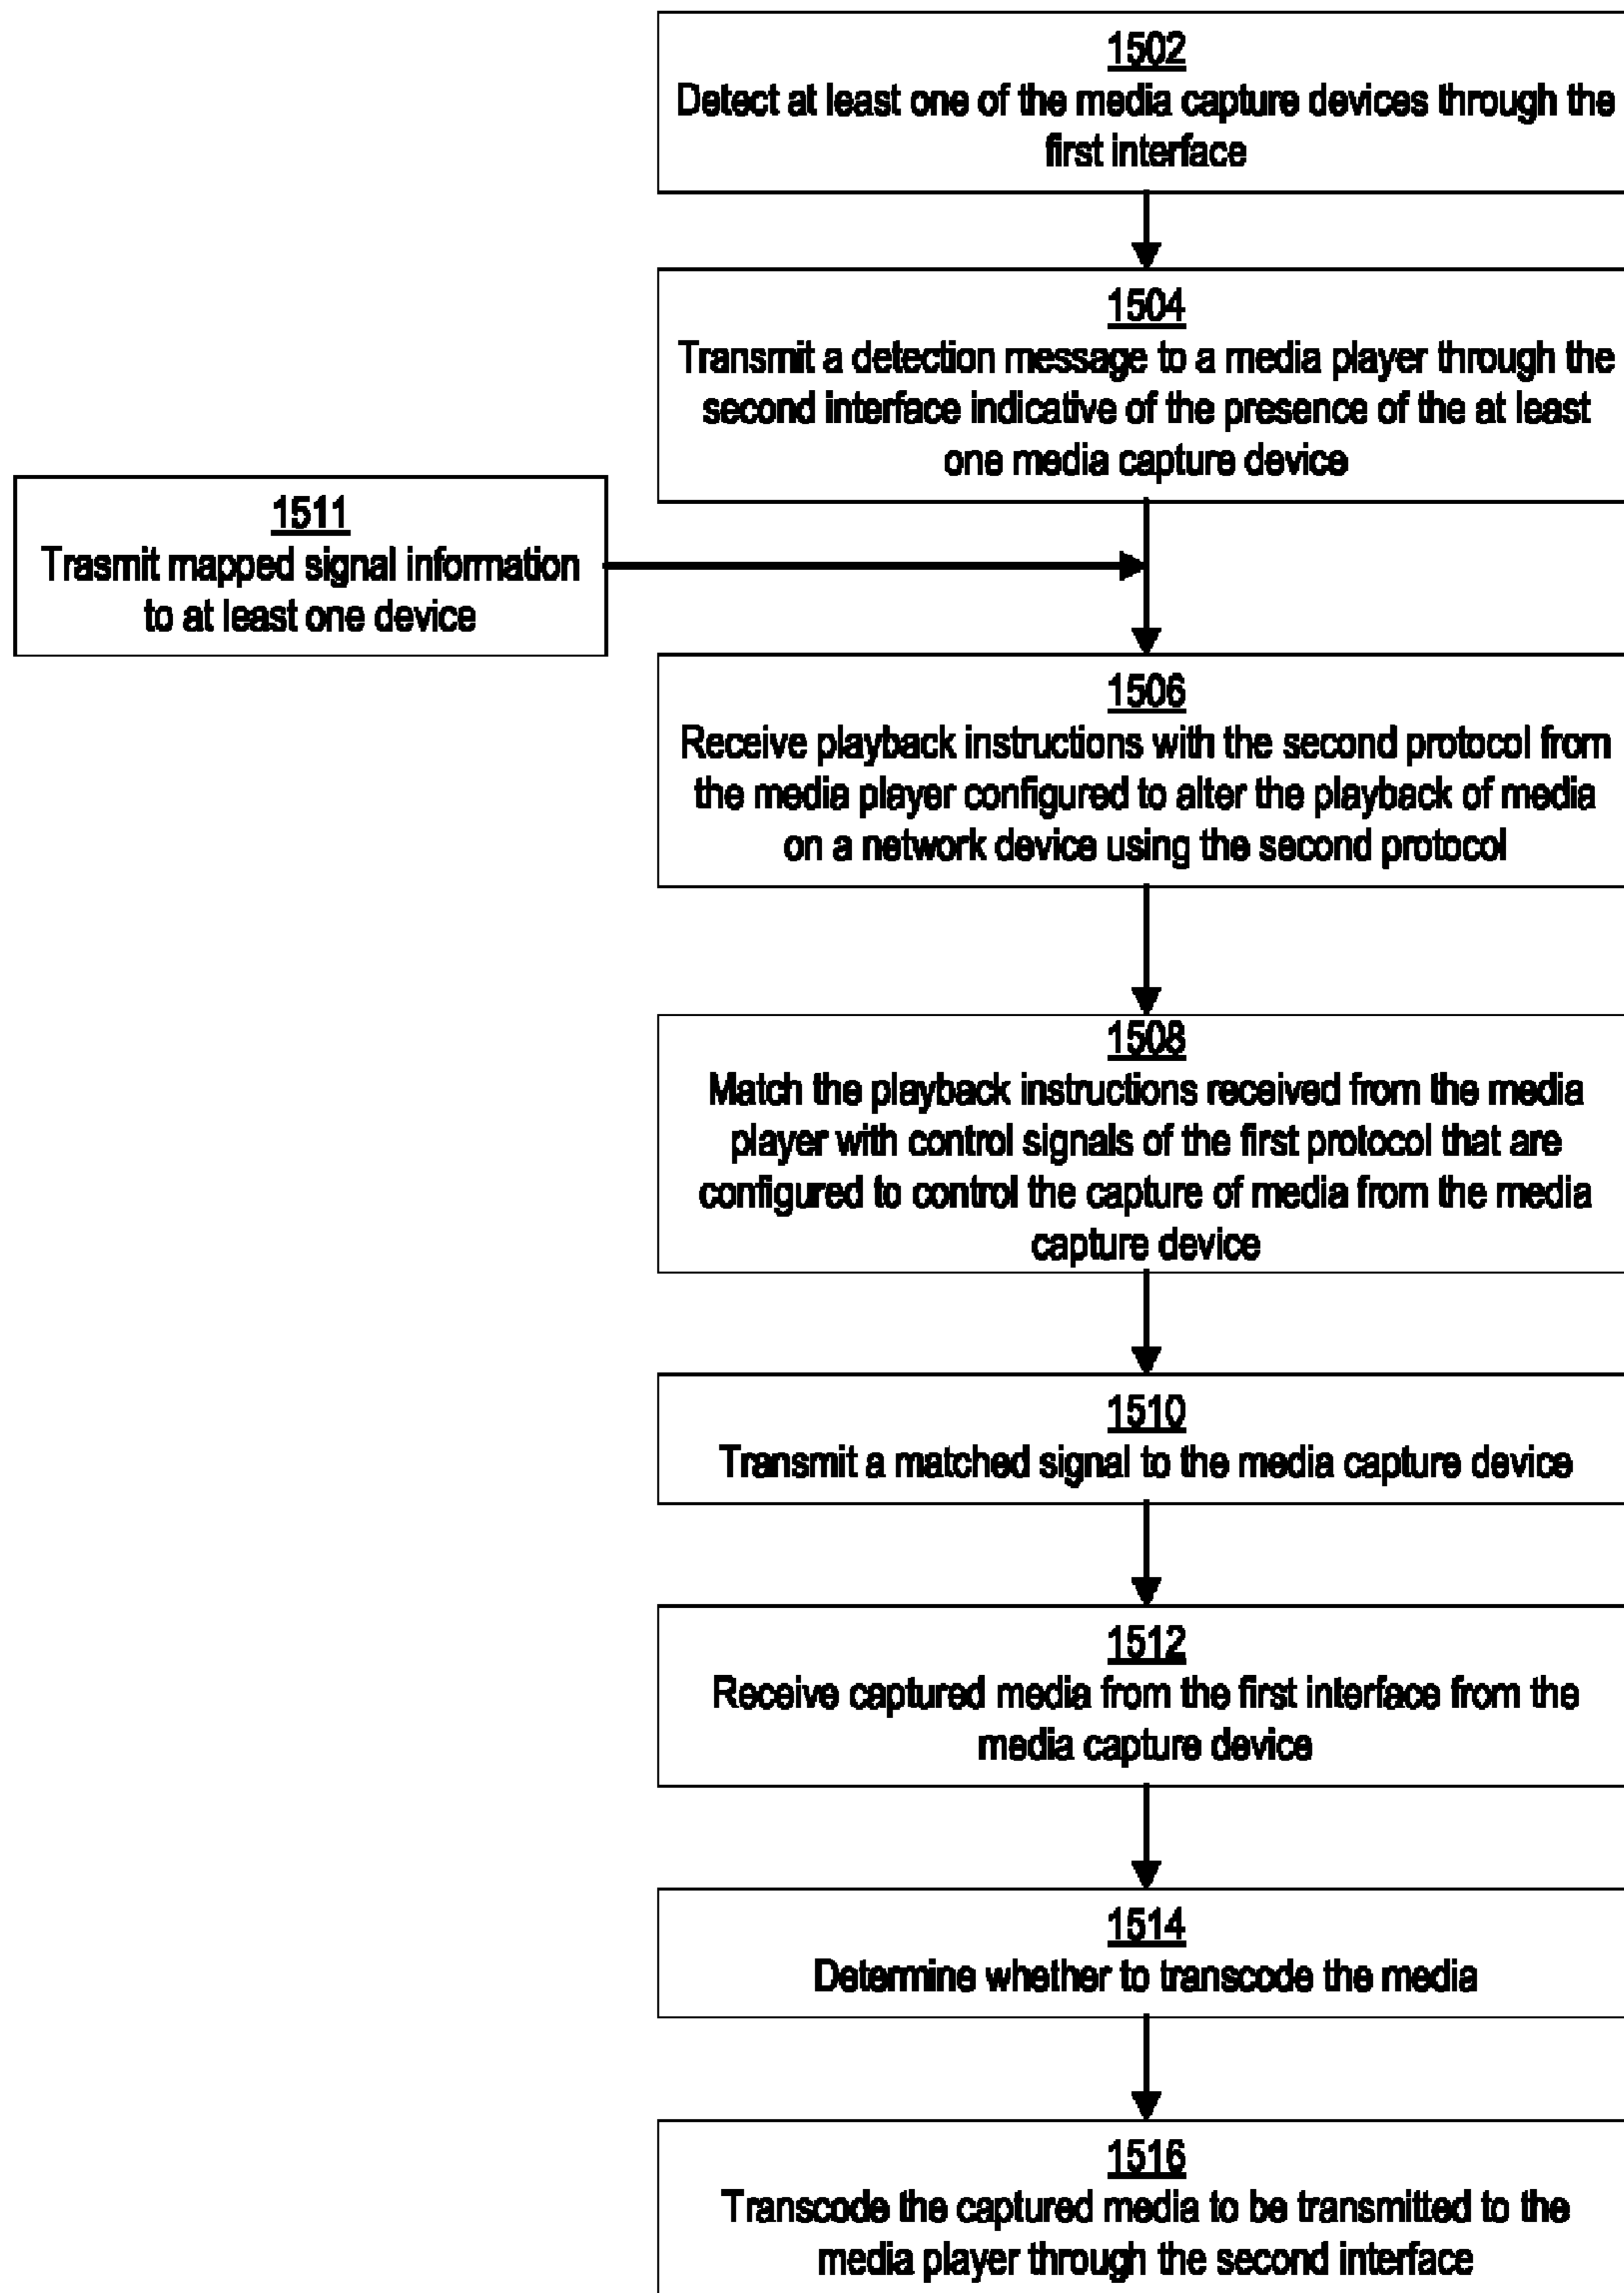 1502
Detect at least one of the media capture devices through the
first interface
1504
Transmit a detection message to a media player through the
second interface indicative of the presence of the at least
one media capture device
1511
Trasmit mapped signal information
to at least one device
1506
Receive playback instructions with the second protocol from
the media player configured to alter the playback of media
on a network device using the second protocol
1508
Match the playback instructions received from the media
player with control signals of the first protocol that are
configured to control the capture of media from the media
capture device
1510
Transmit a matched signal to the media capture device
1512
Receive captured media from the first interface from the
media capture device
1514
Determine whether to transcode the media
1516
Transcode the captured media to be transmitted to the
media player through the second interface